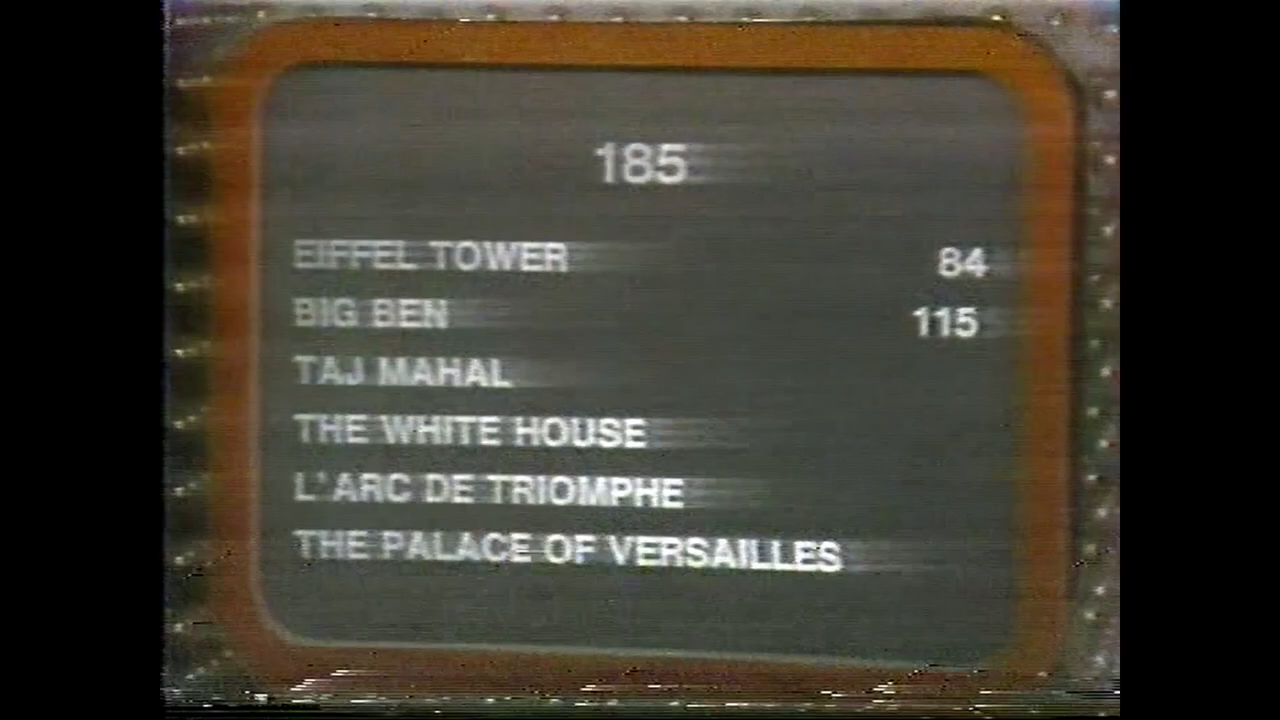 185
EIFFEL TOWER 84
BIG BEN 115
TAJ MAHAL
THE WHITE HOUSE
L'ARC DE TRIOMPHE
THE PALACE OF VERSAILLES